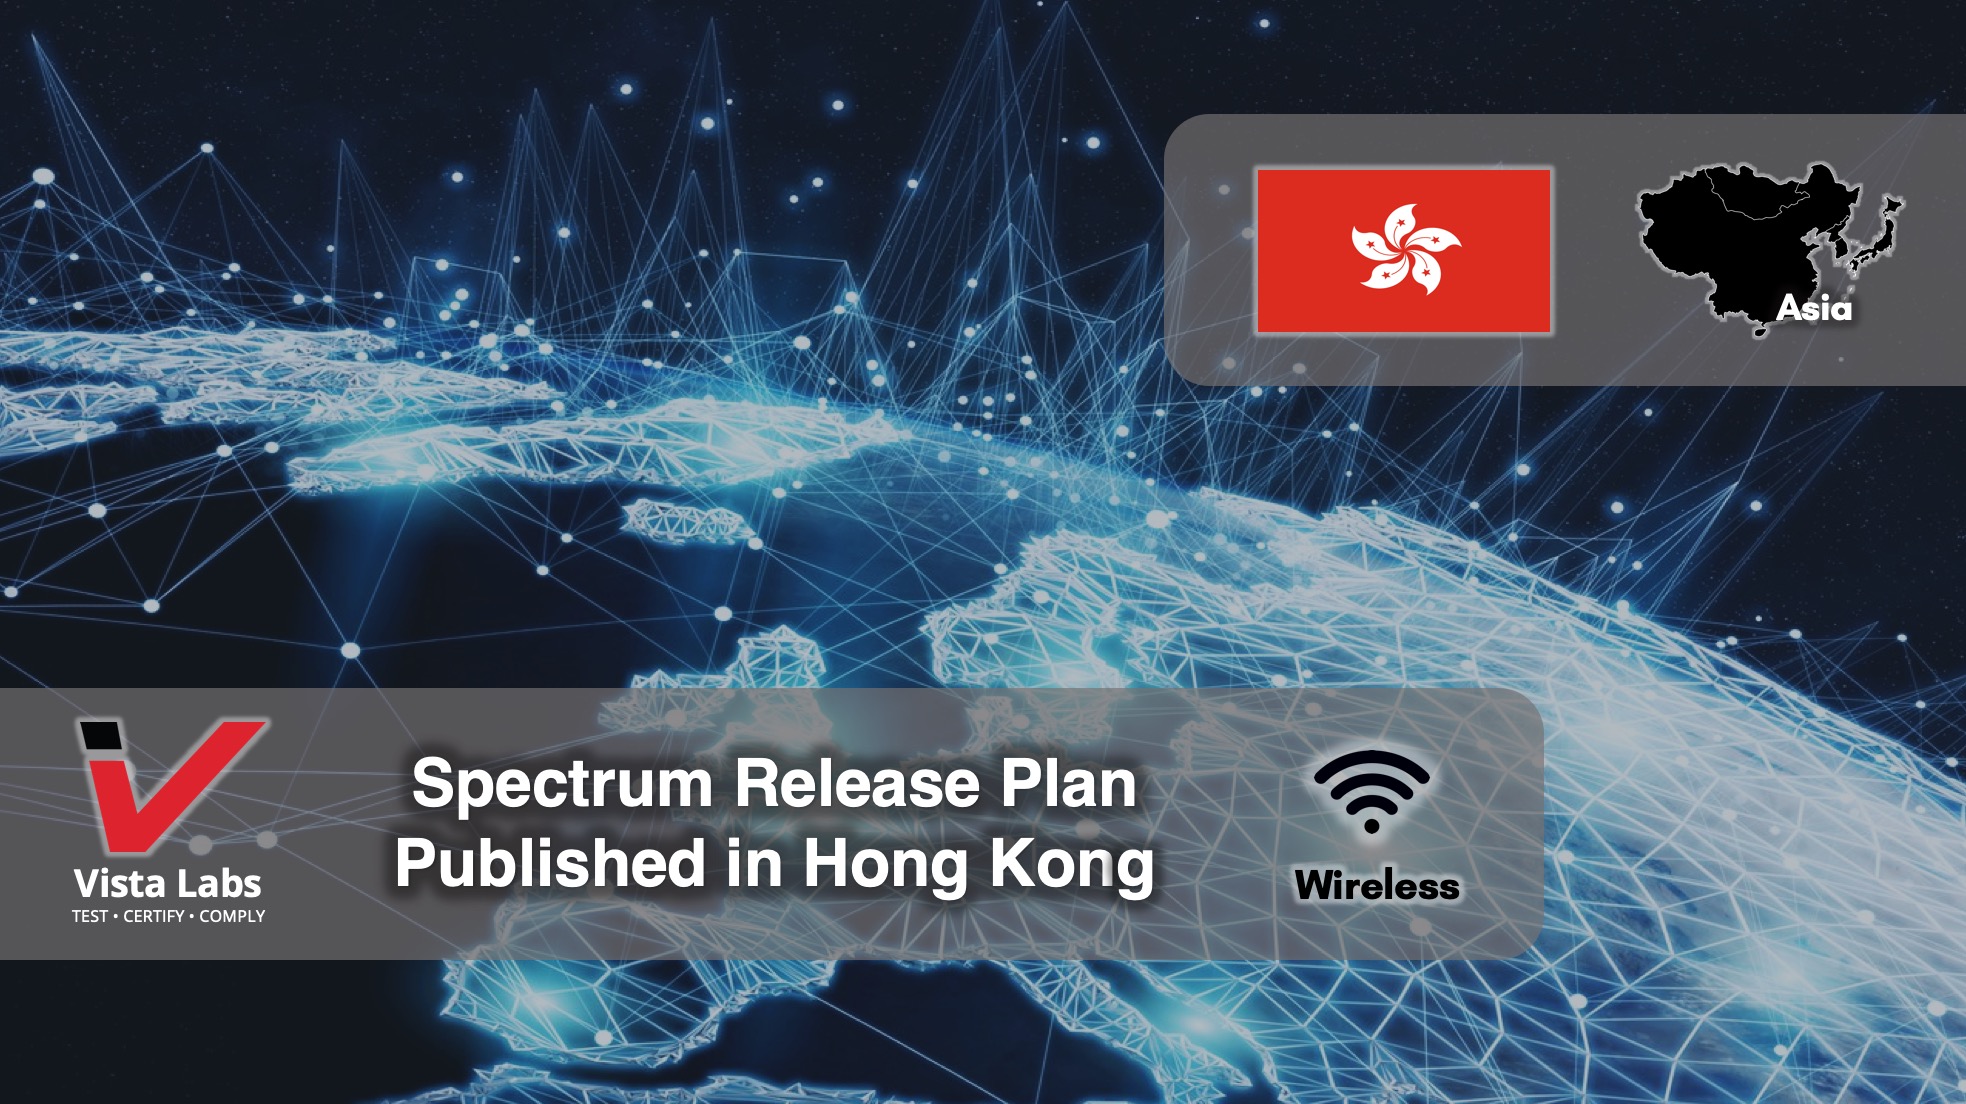 Asia
Vista Labs
TEST • CERTIFY • COMPLY
Spectrum Release Plan
Published in Hong Kong
Wireless